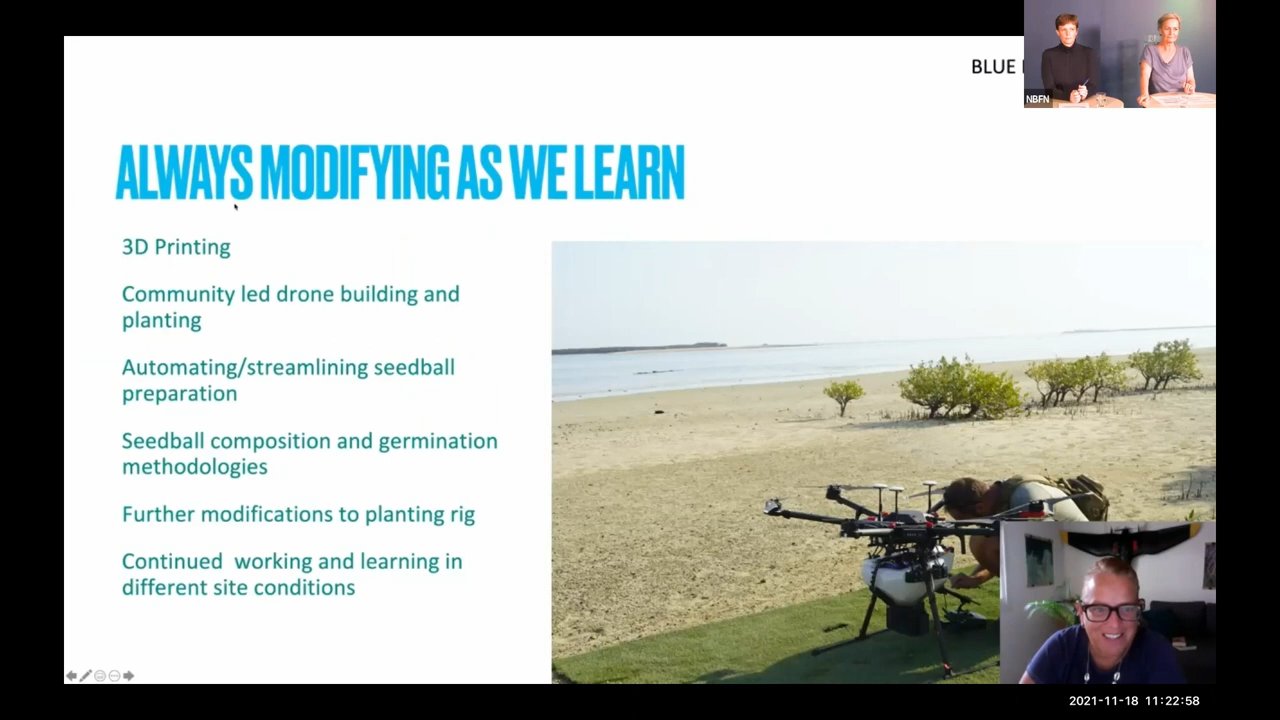 BLUE
NBFN
ALWAYS MODIFYING AS WE LEARN
3D Printing
Community led drone building and
planting
Automating/streamlining seedball
preparation
Seedball composition and germination
methodologies
Further modifications to planting rig
Continued  working and learning in
different site conditions
2021-11-18 11:22:58